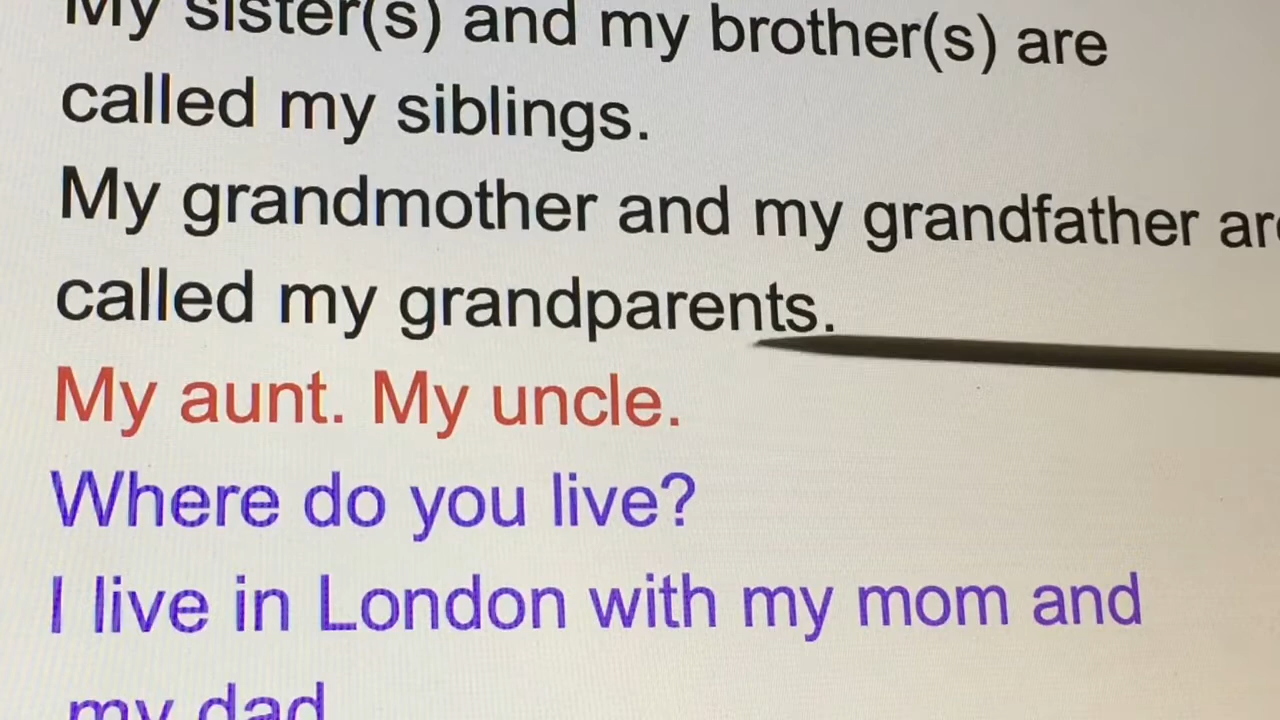 My sister(s) and my brother(s) are
called my siblings.
My grandmother and my grandfather are
called my grandparents.
My aunt. My uncle.
Where do you live?
I live in London with my mom and
my dad